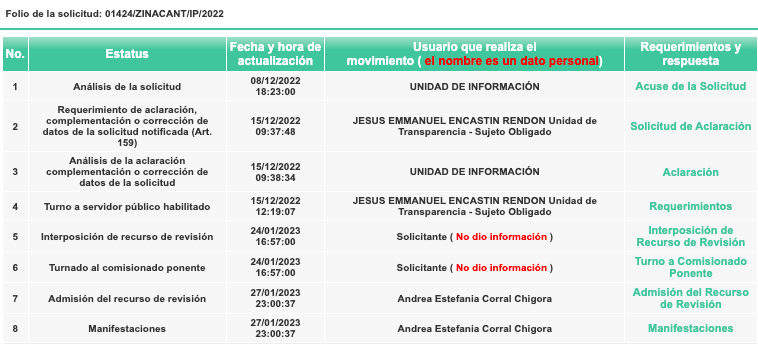 Folio de la solicitud: 01424/ZINACANT/IP/2022
No.
Estatus
Fecha y hora de
actualización
Usuario que realiza el
movimiento ( el nombre es un dato personal)
Requerimientos y
respuesta
1
Análisis de la solicitud
08/12/2022
18:23:00
UNIDAD DE INFORMACIÓN
Acuse de la Solicitud
2
Requerimiento de aclaración,
complementación o corrección de
datos de la solicitud notificada (Art.
159)
15/12/2022
09:37:48
JESUS EMMANUEL ENCASTIN RENDON Unidad de
Transparencia - Sujeto Obligado
Solicitud de Aclaración
3
Análisis de la aclaración
complementación o corrección
de datos de la solicitud
15/12/2022
09:38:34
UNIDAD DE INFORMACIÓN
Aclaración
4
Turno a servidor público habilitado
15/12/2022
12:19:07
JESUS EMMANUEL ENCASTIN RENDON Unidad de
Transparencia - Sujeto Obligado
Requerimientos
5
Interposición de recurso de revisión
24/01/2023
16:57:00
Solicitante ( No dio información )
Interposición de
Recurso de Revisión
6
Turnado al comisionado ponente
24/01/2023
16:57:00
Solicitante ( No dio información )
Turno a Comisionado
Ponente
7
Admisión del recurso de revisión
27/01/2023
23:00:37
Andrea Estefania Corral Chigora
Admisión del Recurso
de Revisión
8
Manifestaciones
27/01/2023
23:00:37
Andrea Estefania Corral Chigora
Manifestaciones